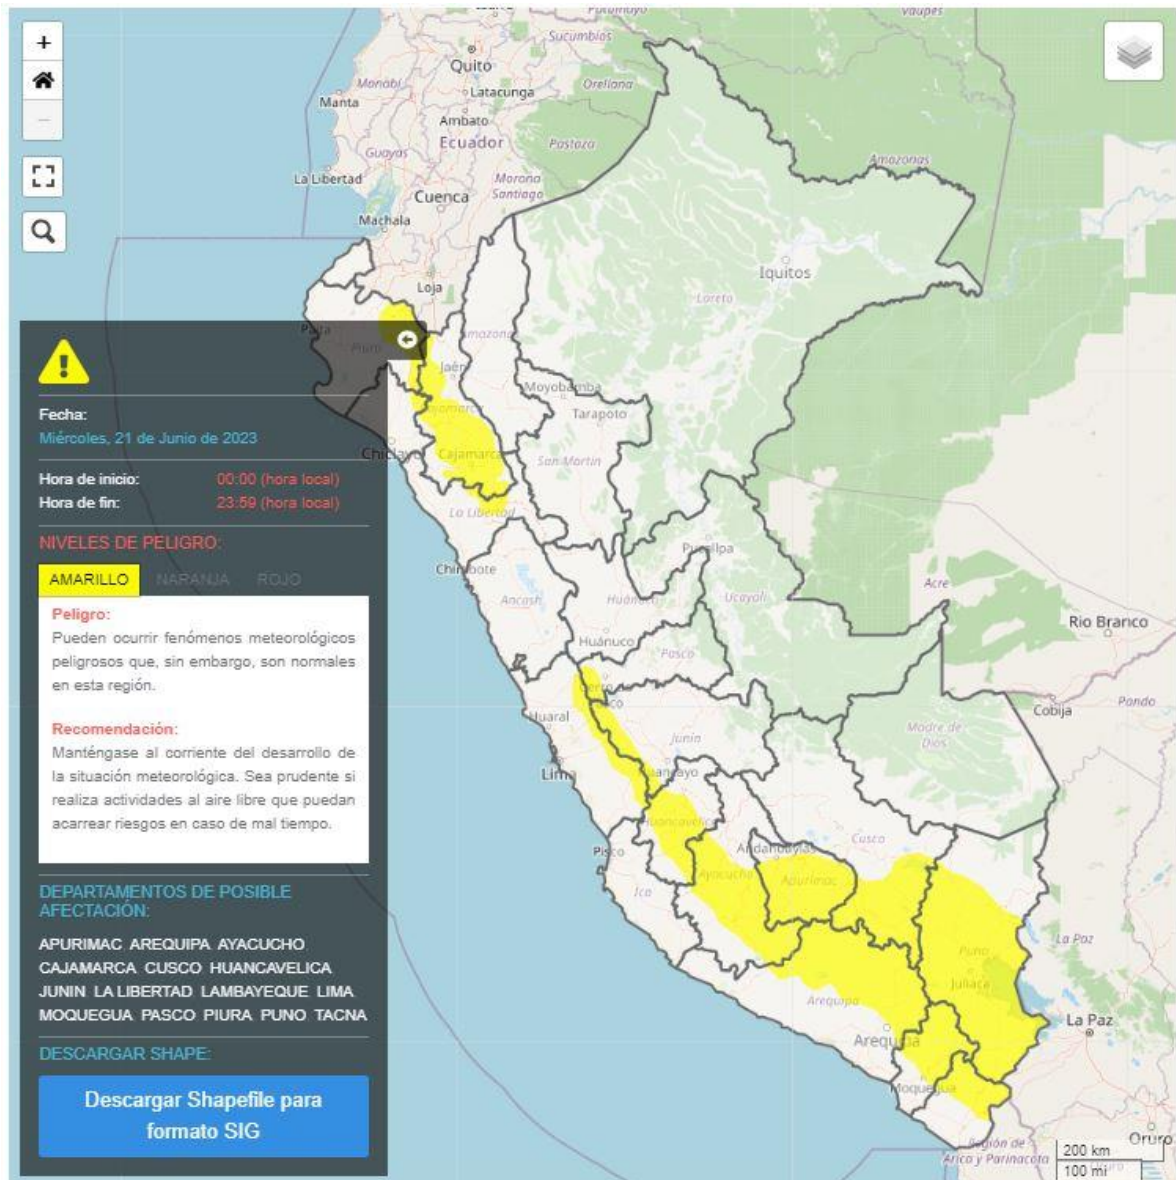 +
−
Fecha:
Miércoles, 21 de Junio de 2023
Hora de inicio: 00:00 (hora local)
Hora de fin: 23:59 (hora local)
NIVELES DE PELIGRO:
AMARILLO NARANJA ROJO
Peligro:
Pueden ocurrir fenómenos meteorológicos
peligrosos que, sin embargo, son normales
en esta región.
Recomendación:
Manténgase al corriente del desarrollo de
la situación meteorológica. Sea prudente si
realiza actividades al aire libre que puedan
acarrear riesgos en caso de mal tiempo.
DEPARTAMENTOS DE POSIBLE
AFECTACIÓN:
APURIMAC AREQUIPA AYACUCHO
CAJAMARCA CUSCO HUANCAVELICA
JUNIN LA LIBERTAD LAMBAYEQUE LIMA
MOQUEGUA PASCO PIURA PUNO TACNA
DESCARGAR SHAPE:
Descargar Shapefile para
formato SIG
Putumayo
Vaupés
Sucumbíos
Quito
Manabí
Latacunga
Orellana
Manta
Ambato
Ecuador
Pastaza
Guayas
Amazonas
La Libertad
Morona
Santiago
Cuenca
Machala
Loja
Iquitos
Loreto
Paita
Piura
Jaén
Moyobamba
Tarapoto
Cajamarca
Chiclayo
Cajamarca
San Martín
La Libertad
Pucallpa
Chimbote
Ancash
Huánuco
Ucayali
Acre
Rio Branco
Huánuco
Pasco
Cobija
Pando
Huaral
Junín
Madre de
Dios
Lima
Huancayo
Huancavelica
Pisco
Andahuaylas
Cusco
Ica
Ayacucho
Apurímac
Puno
La Paz
Juliaca
Arequipa
La Paz
Arequipa
Moquegua
Oruro
Región de
Arica y Parinacota
200 km
100 mi